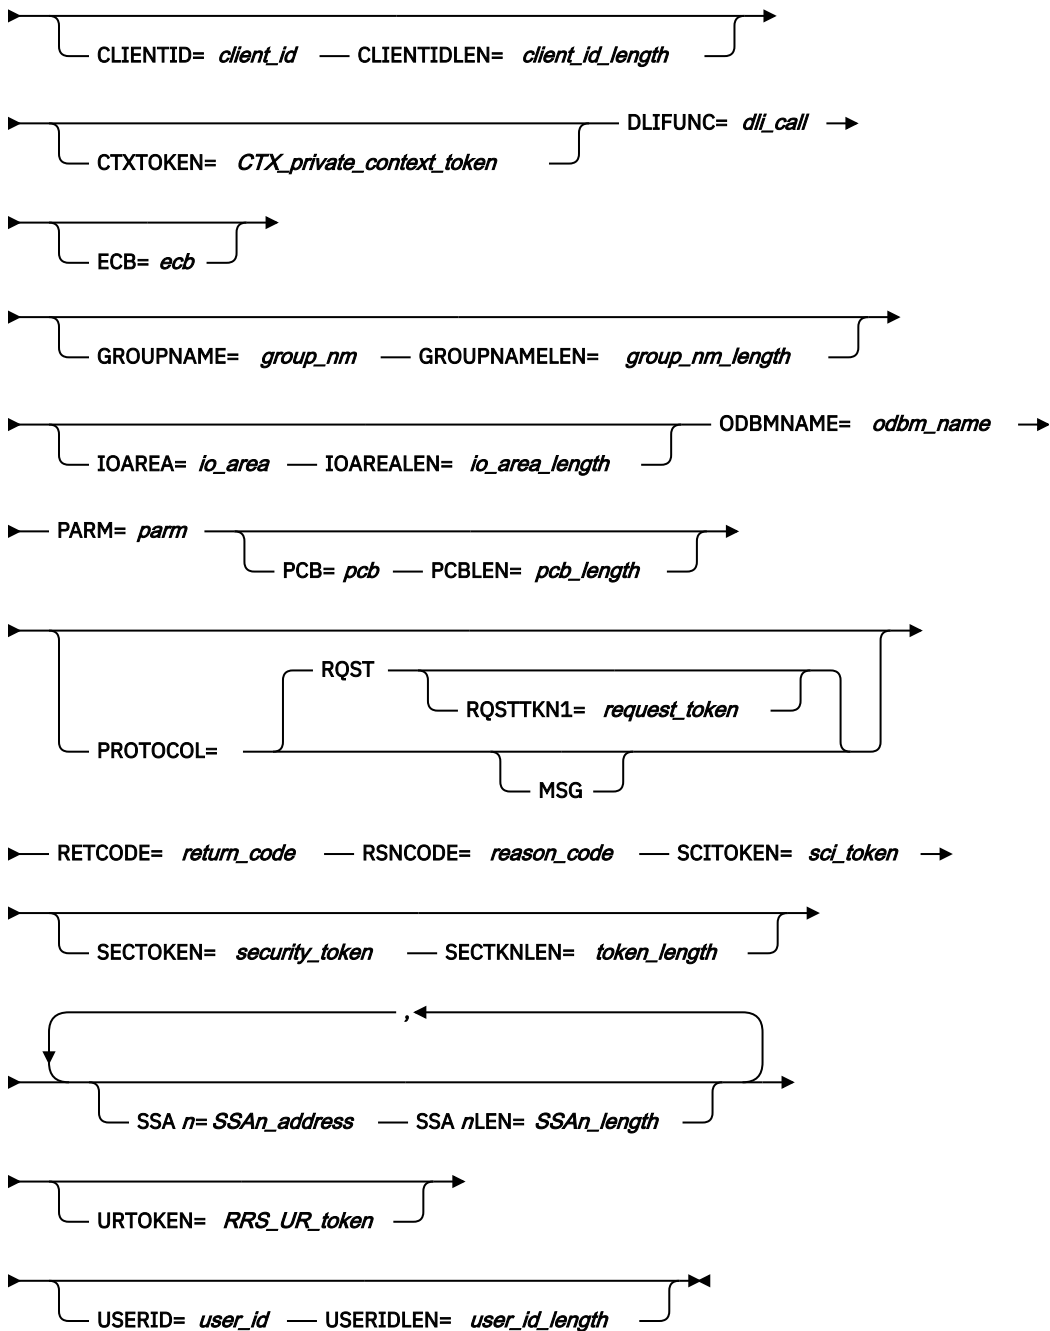 CLIENTID= client_id CLIENTIDLEN= client_id_length
DLIFUNC= dli_call
CTXTOKEN= CTX_private_context_token
ECB= ecb
GROUPNAME= group_nm GROUPNAMELEN= group_nm_length
ODBMNAME= odbm_name
IOAREA= io_area IOAREALEN= io_area_length
PARM= parm
PCB= pcb PCBLEN= pcb_length
RQST
RQSTTKN1= request_token
PROTOCOL=
MSG
RETCODE= return_code RSNCODE= reason_code SCITOKEN= sci_token
SECTOKEN= security_token SECTKNLEN= token_length
,
SSA n= SSAn_address SSA nLEN= SSAn_length
URTOKEN= RRS_UR_token
USERID= user_id USERIDLEN= user_id_length